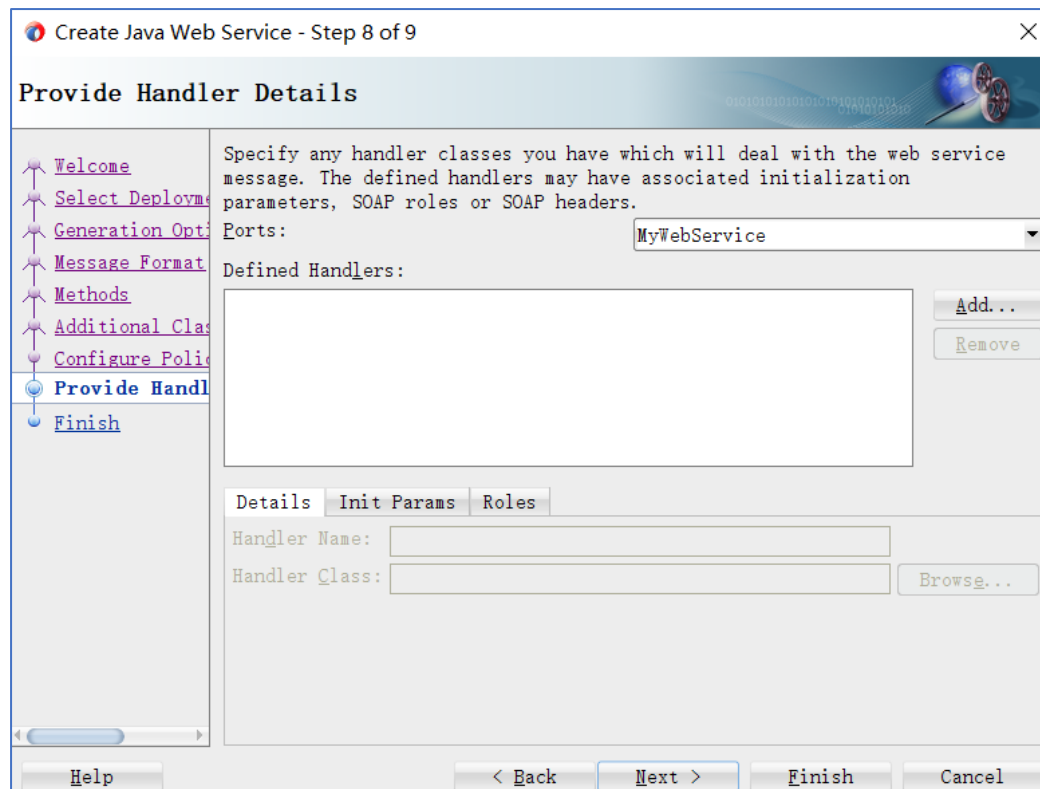 Create Java Web Service - Step 8 of 9
Provide Handler Details
Welcome
Select Deployme
Generation Opti
Message Format
Methods
Additional Clas
Configure Polic
Provide Handl
Finish
Specify any handler classes you have which will deal with the web service
message. The defined handlers may have associated initialization
parameters, SOAP roles or SOAP headers.
Ports:
MyWebService
Defined Handlers:
Add...
Remove
Details
Init Params
Roles
Handler Name:
Handler Class:
Browse...
Help
< Back
Next >
Finish
Cancel